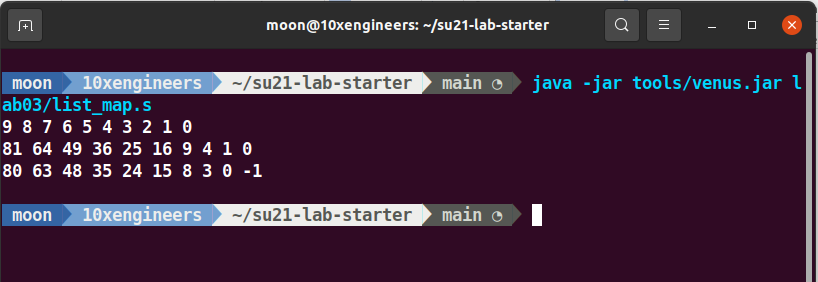 moon@10xengineers: ~/su21-lab-starter
moon 10xengineers ~/su21-lab-starter main java -jar tools/venus.jar l
ab03/list_map.s
9 8 7 6 5 4 3 2 1 0
81 64 49 36 25 16 9 4 1 0
80 63 48 35 24 15 8 3 0 -1
moon 10xengineers ~/su21-lab-starter main